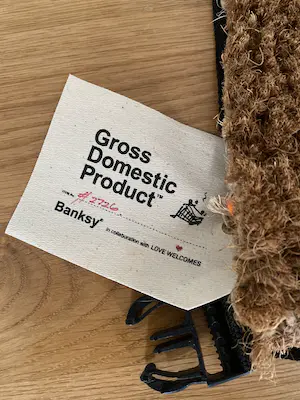 Gross
Domestic
Product™
# 2726
Banksy®
in collaboration with LOVE WELCOMES